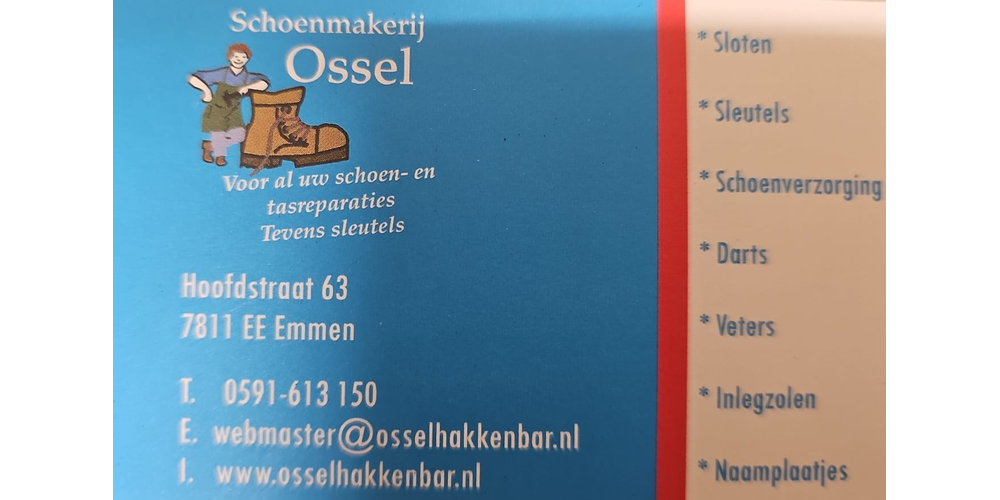 Schoenmakerij
Ossel
Voor al uw schoen- en
tasreparaties
Tevens sleutels
Hoofdstraat 63
7811 EE Emmen
T. 0591-613 150
E. webmaster@osselhakkenbar.nl
I. www.osselhakkenbar.nl
* Sloten
* Sleutels
* Schoenverzorging
* Darts
* Veters
* Inlegzolen
* Naamplaatjes